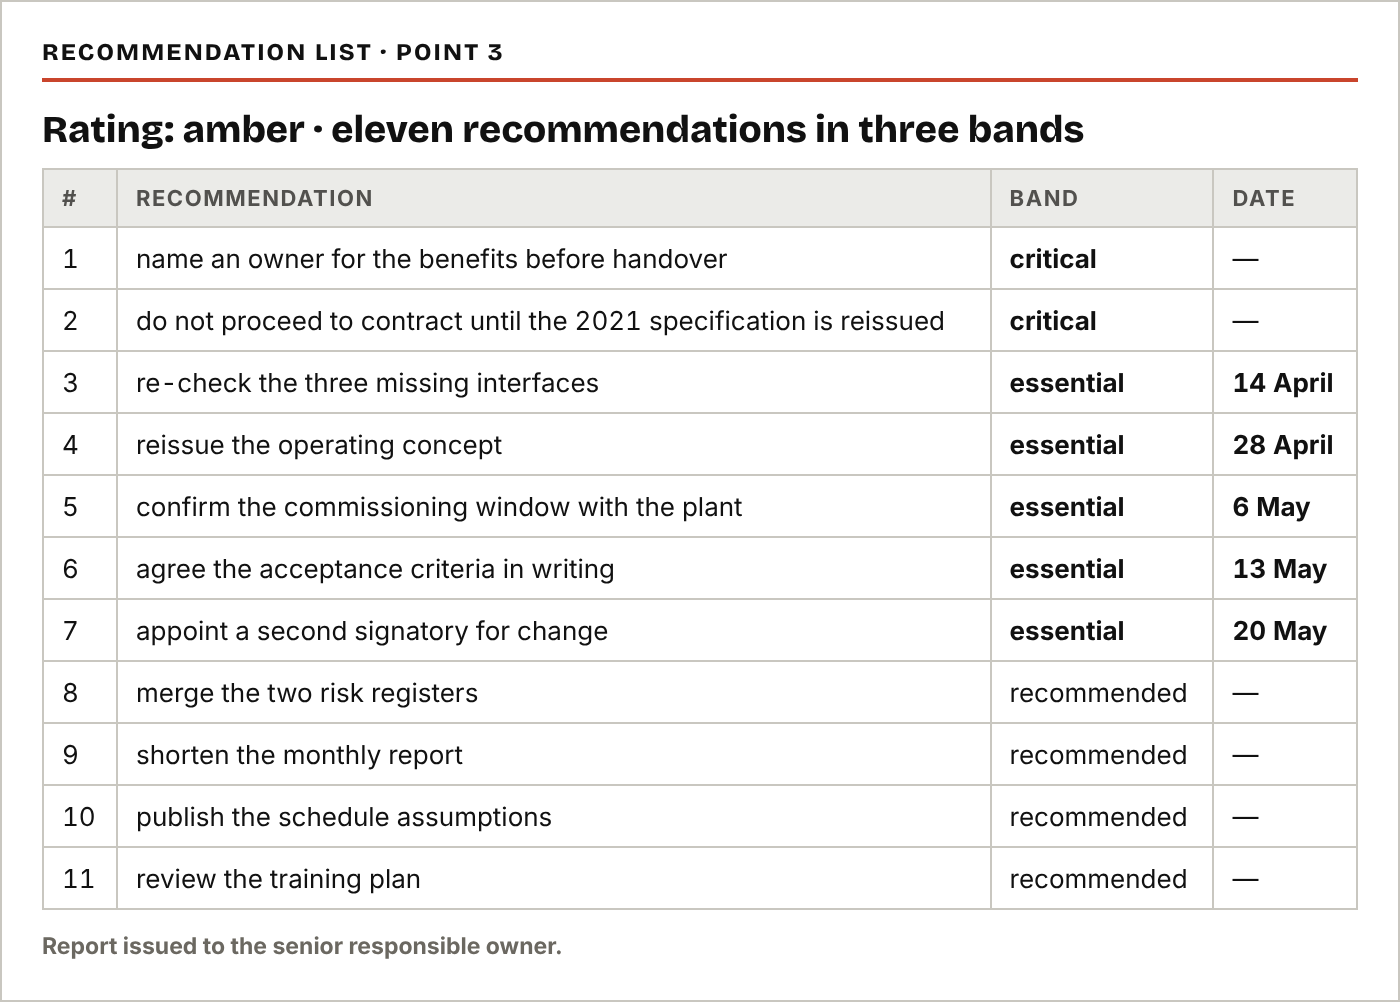 RECOMMENDATION LIST · POINT 3
Rating: amber · eleven recommendations in three bands
# RECOMMENDATION BAND DATE
1 name an owner for the benefits before handover critical —
2 do not proceed to contract until the 2021 specification is reissued critical —
3 re-check the three missing interfaces essential 14 April
4 reissue the operating concept essential 28 April
5 confirm the commissioning window with the plant essential 6 May
6 agree the acceptance criteria in writing essential 13 May
7 appoint a second signatory for change essential 20 May
8 merge the two risk registers recommended —
9 shorten the monthly report recommended —
10 publish the schedule assumptions recommended —
11 review the training plan recommended —
Report issued to the senior responsible owner.